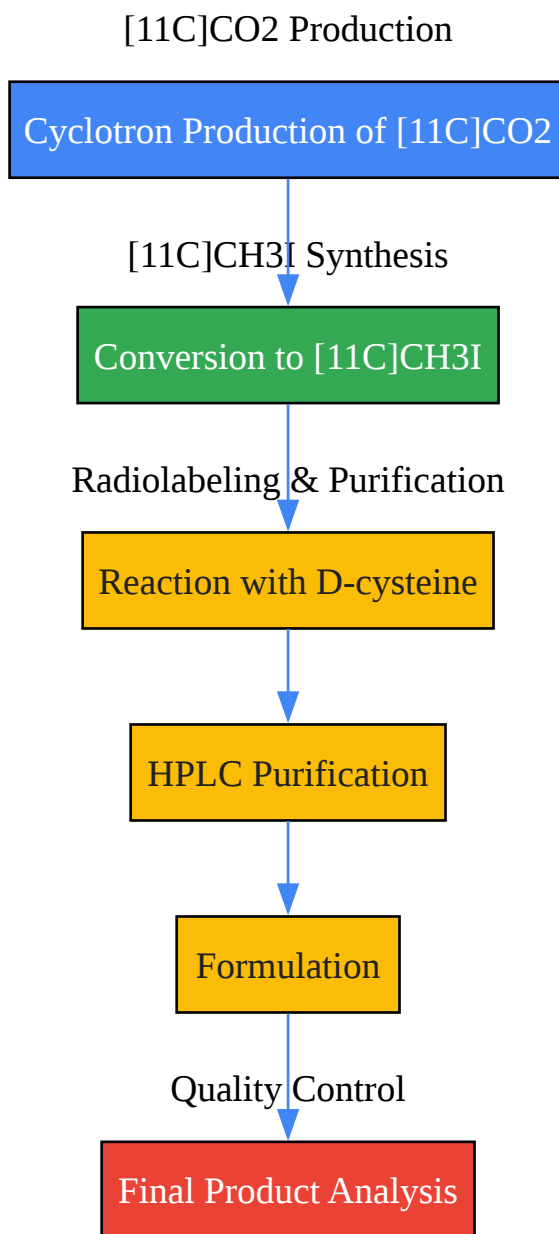 [11C]CO2 Production
Cyclotron Production of [11C]CO2
[11C]CH3I Synthesis
Conversion to [11C]CH3I
Radiolabeling & Purification
Reaction with D-cysteine
HPLC Purification
Formulation
Quality Control
Final Product Analysis